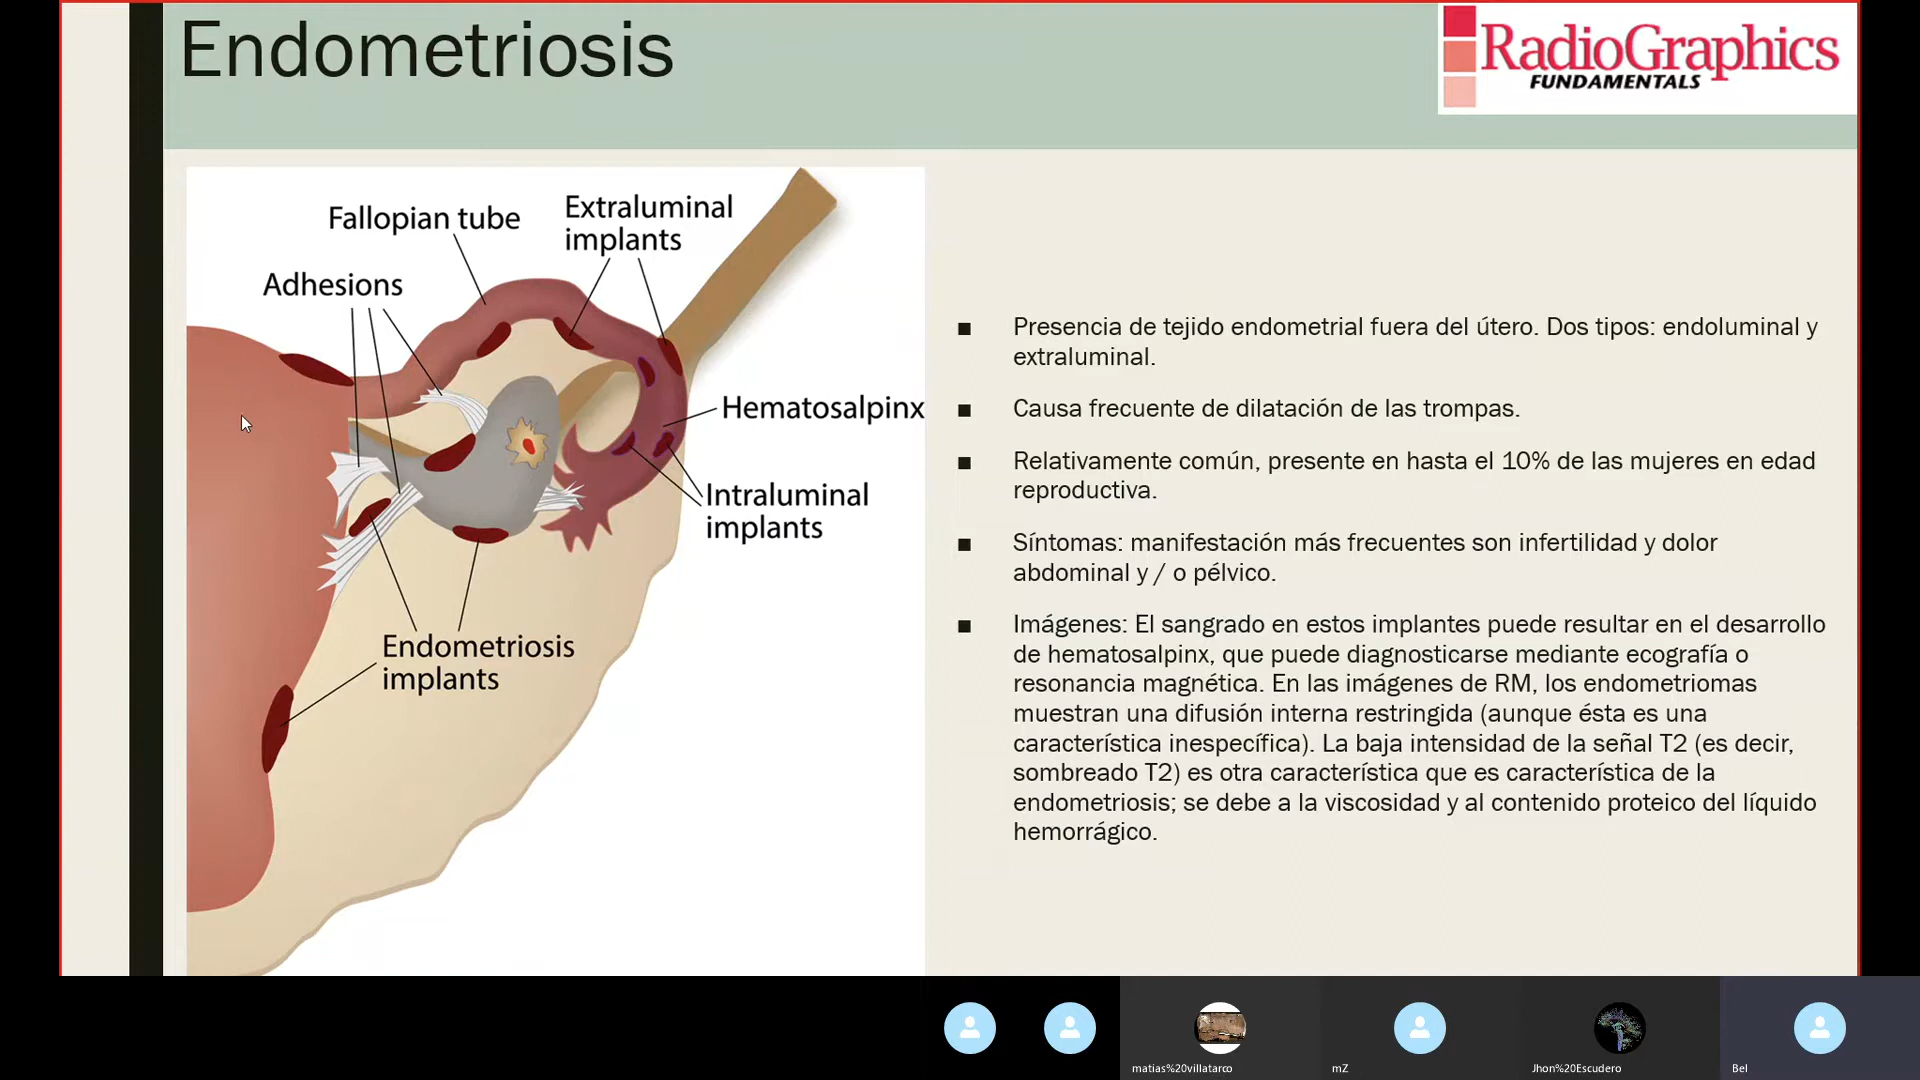 Endometriosis
RadioGraphics
FUNDAMENTALS
Fallopian tube
Extraluminal
implants
Adhesions
Hematosalpinx
Intraluminal
implants
Endometriosis
implants
■ Presencia de tejido endometrial fuera del útero. Dos tipos: endoluminal y
extraluminal.
■ Causa frecuente de dilatación de las trompas.
■ Relativamente común, presente en hasta el 10% de las mujeres en edad
reproductiva.
■ Síntomas: manifestación más frecuentes son infertilidad y dolor
abdominal y / o pélvico.
■ Imágenes: El sangrado en estos implantes puede resultar en el desarrollo
de hematosalpinx, que puede diagnosticarse mediante ecografía o
resonancia magnética. En las imágenes de RM, los endometriomas
muestran una difusión interna restringida (aunque ésta es una
característica inespecífica). La baja intensidad de la señal T2 (es decir,
sombreado T2) es otra característica que es característica de la
endometriosis; se debe a la viscosidad y al contenido proteico del líquido
hemorrágico.
matias%20villatarco
mZ
Jhon%20Escudero
Bel